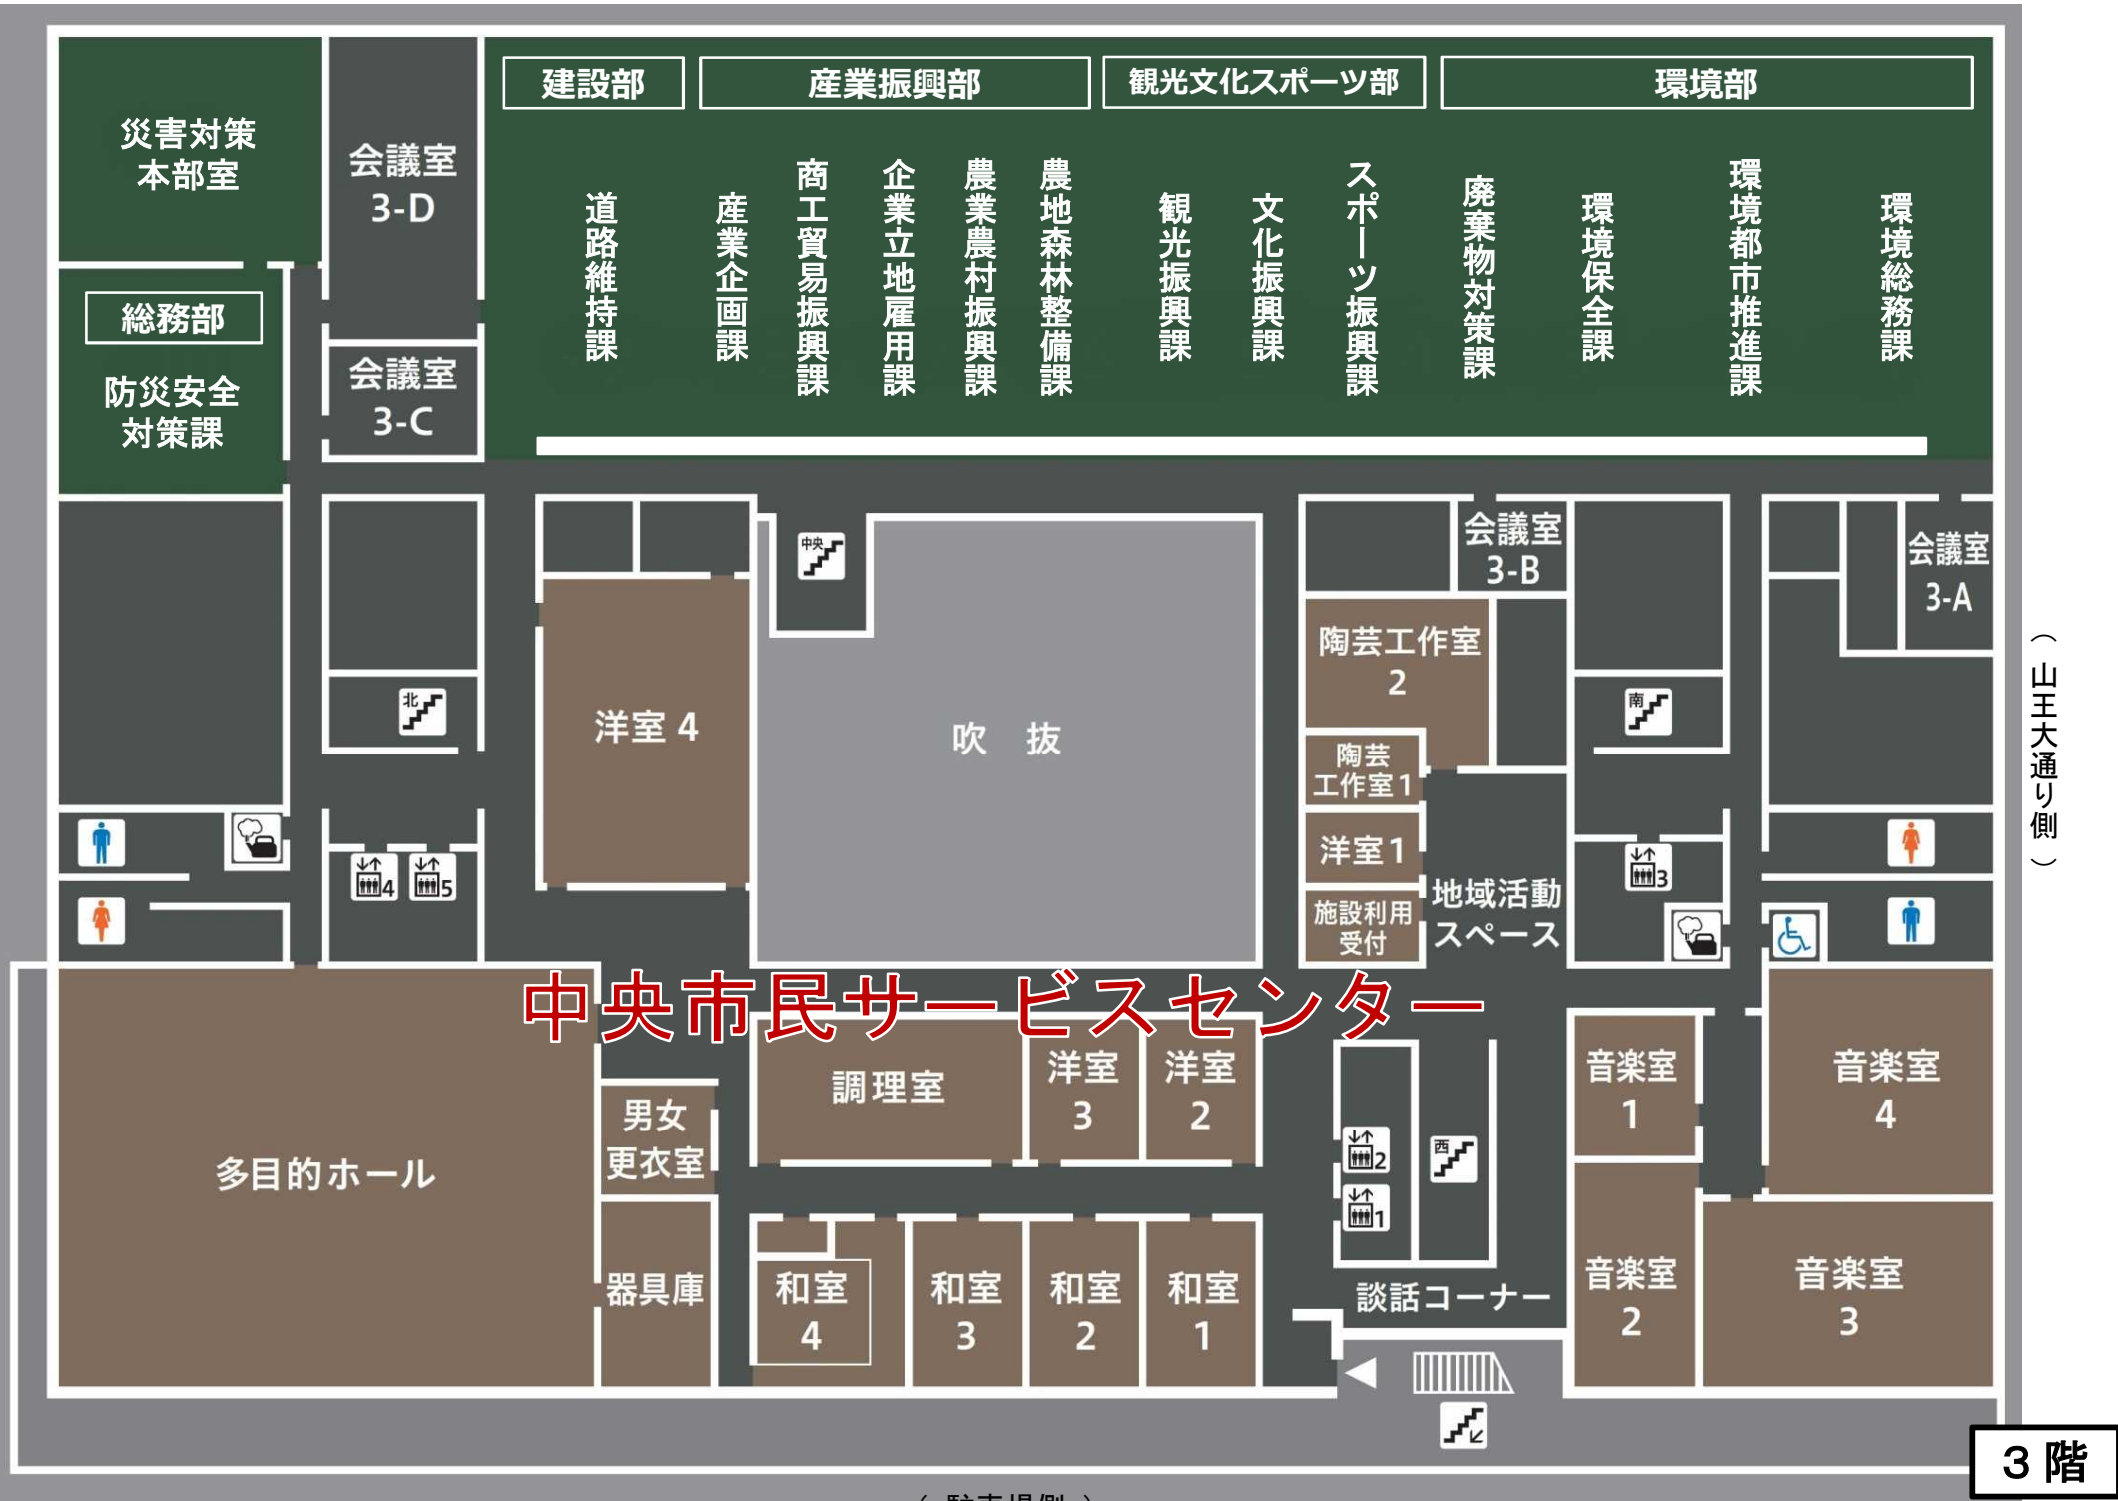 建設部
産業振興部
観光文化スポーツ部
環境部
災害対策
本部室
会議室
3-D
道路維持課
産業企画課
商工貿易振興課
企業立地雇用課
農業農村振興課
農地森林整備課
観光振興課
文化振興課
スポーツ振興課
廃棄物対策課
環境保全課
環境都市推進課
環境総務課
総務部
防災安全
対策課
会議室
3-C
中央
会議室
3-B
会議室
3-A
北
洋室 4
吹 抜
陶芸工作室
2
陶芸
工作室1
南
洋室1
施設利用
受付
地域活動
スペース
4
5
3
(山王大通り側)
中央市民サービスセンター
多目的ホール
男女
更衣室
器具庫
調理室
洋室
3
洋室
2
2
1
西
音楽室
1
音楽室
4
和室
4
和室
3
和室
2
和室
1
談話コーナー
音楽室
2
音楽室
3
3 階
(駐車場側)